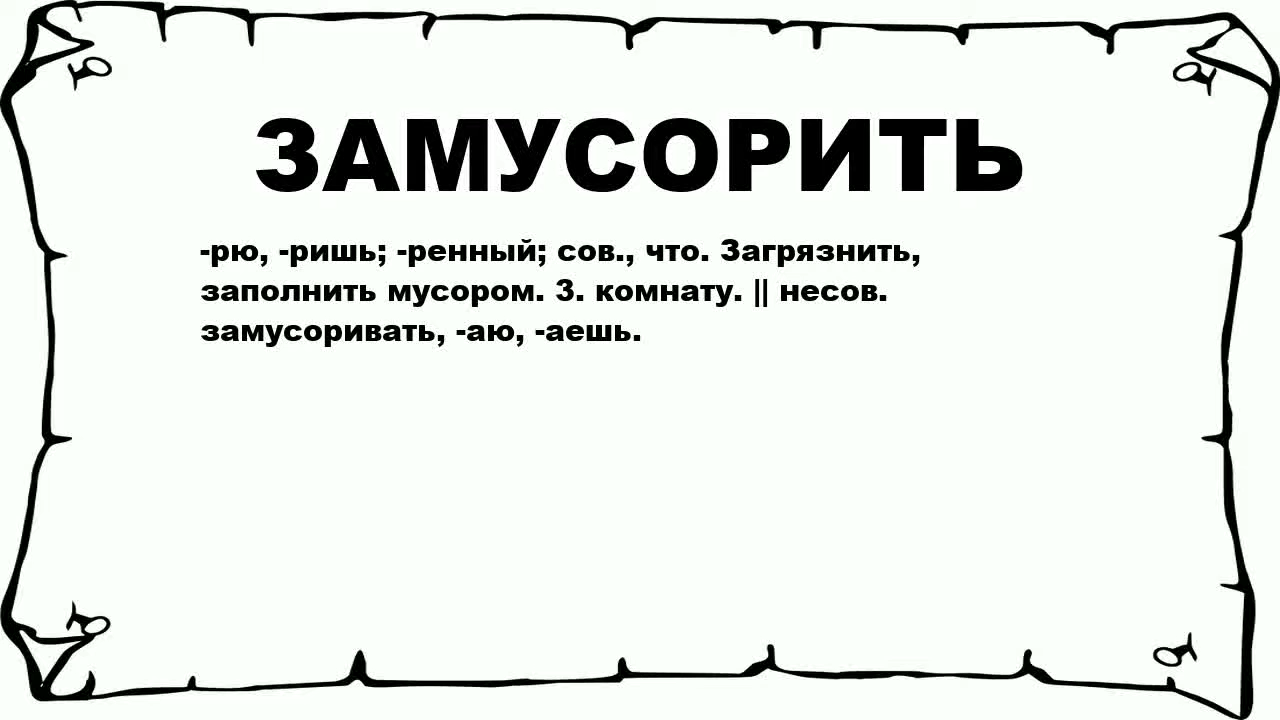 ЗАМУСОРИТЬ
-рю, -ришь; -ренный; сов., что. Загрязнить,
заполнить мусором. З. комнату. || несов.
замусоривать, -аю, -аешь.